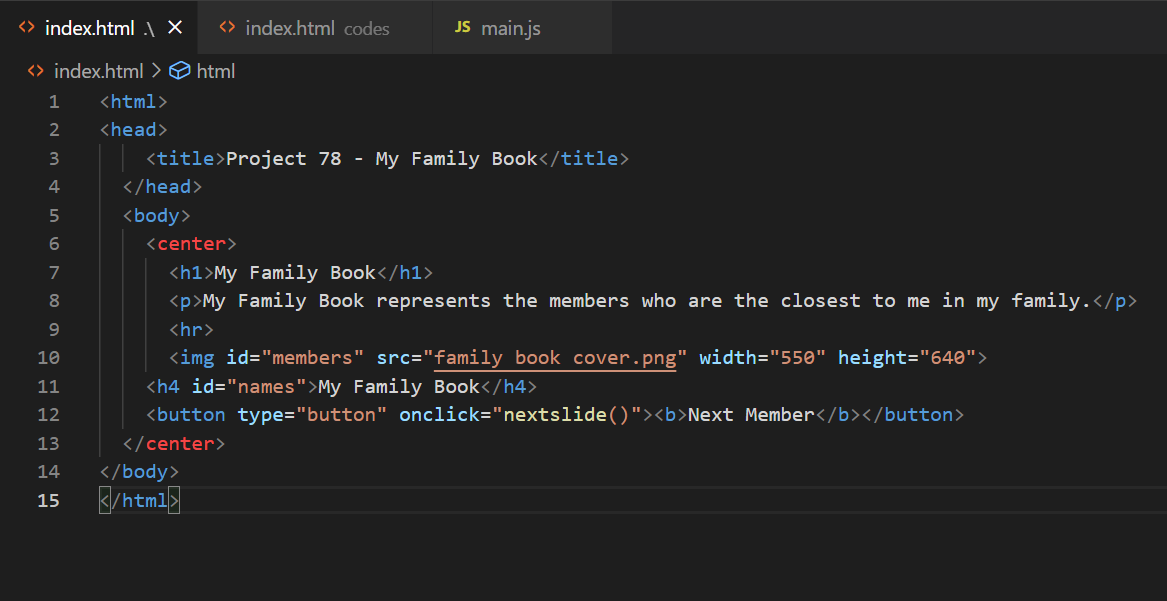 index.html .\ × index.html codes JS main.js
index.html > html
1 <html>
2 <head>
3 <title>Project 78 - My Family Book</title>
4 </head>
5 <body>
6 <center>
7 <h1>My Family Book</h1>
8 <p>My Family Book represents the members who are the closest to me in my family.</p>
9 <hr>
10 <img id="members" src="family book cover.png" width="550" height="640">
11 <h4 id="names">My Family Book</h4>
12 <button type="button" onclick="nextslide()"><b>Next Member</b></button>
13 </center>
14 </body>
15 </html>